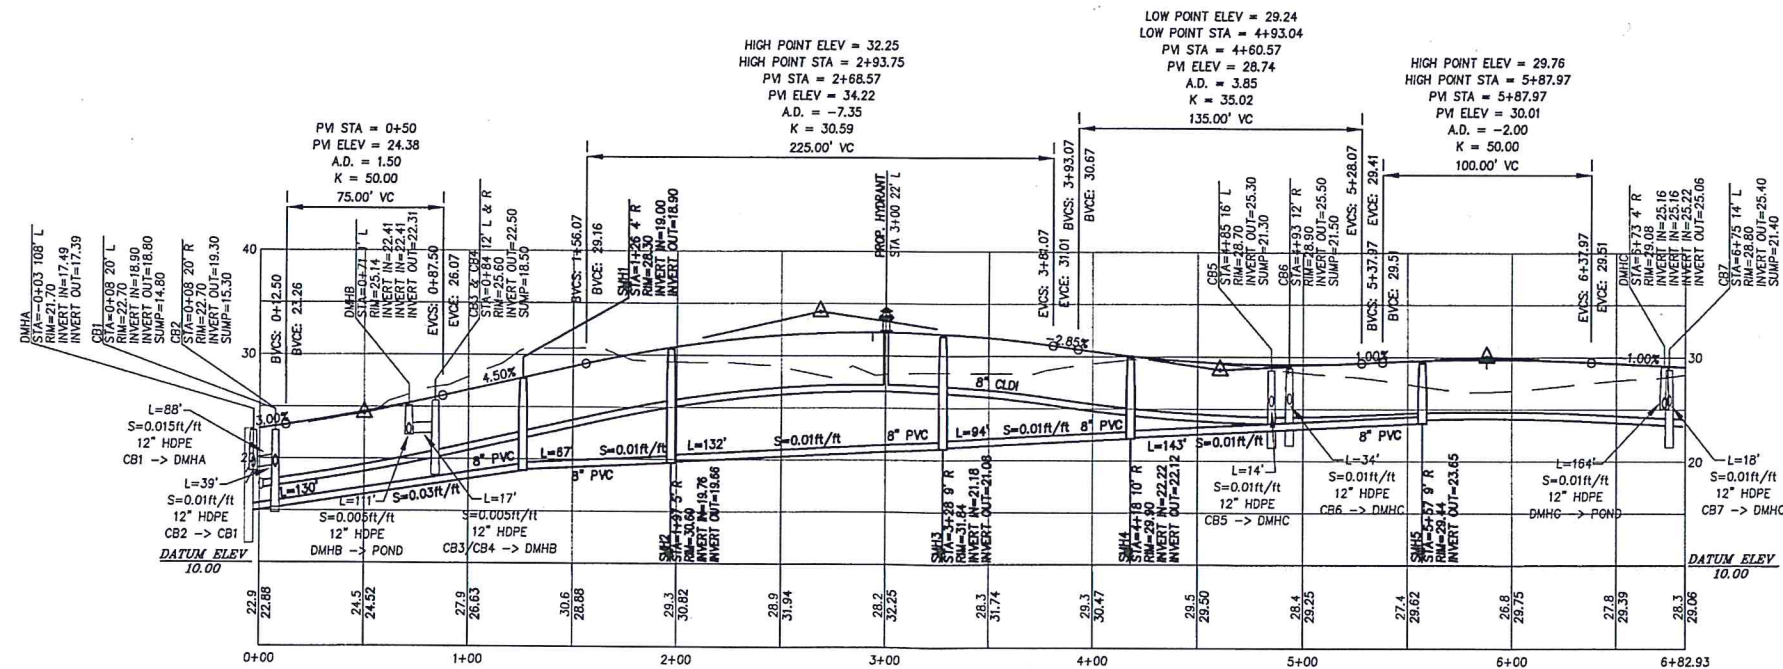 LOW POINT ELEV = 29.24
LOW POINT STA = 4+93.04
PVI STA = 4+60.57
PVI ELEV = 28.74
A.D. = 3.85
K = 35.02
135.00' VC
HIGH POINT ELEV = 32.25
HIGH POINT STA = 2+93.75
PVI STA = 2+68.57
PVI ELEV = 34.22
A.D. = -7.35
K = 30.59
225.00' VC
HIGH POINT ELEV = 29.76
HIGH POINT STA = 5+87.97
PVI STA = 5+87.97
PVI ELEV = 30.01
A.D. = -2.00
K = 50.00
100.00' VC
PVI STA = 0+50
PVI ELEV = 24.38
A.D. = 1.50
K = 50.00
75.00' VC
DMHA
STA=-0+03 108' L
RIM=21.70
INVERT IN=17.49
INVERT OUT=17.39
CB1
STA=0+08 20' L
RIM=22.70
INVERT IN=18.90
INVERT OUT=18.80
SUMP=14.80
CB2
STA=0+08 20' R
RIM=22.70
INVERT OUT=19.30
SUMP=15.30
BVCS: 0+12.50
BVCE: 23.26
DMHB
STA=0+71 1' L
RIM=25.14
INVERT IN=22.41
INVERT IN=22.41
INVERT OUT=22.31
EVCS: 0+87.50
EVCE: 26.07
CB3 & CB4
STA=0+84 12' L & R
RIM=25.60
INVERT OUT=22.50
SUMP=18.50
BVCS: 1+56.07
BVCE: 29.16
SMH1
STA=1+26 4' R
RIM=28.30
INVERT IN=19.00
INVERT OUT=18.90
PROP. HYDRANT
STA 3+00 22' L
EVCS: 3+81.07
EVCE: 31.01
BVCS: 3+93.07
BVCE: 30.67
CB5
STA=4+85 16' L
RIM=28.70
INVERT OUT=25.30
SUMP=21.30
CB6
STA=4+93 12' R
RIM=28.90
INVERT OUT=25.50
SUMP=21.50
EVCS: 5+28.07
EVCE: 29.41
BVCS: 5+37.97
BVCE: 29.51
EVCS: 6+37.97
EVCE: 29.51
DMHC
STA=6+73 4' R
RIM=29.08
INVERT IN=25.16
INVERT IN=25.16
INVERT IN=25.22
INVERT OUT=25.06
CB7
STA=6+75 14' L
RIM=28.80
INVERT OUT=25.40
SUMP=21.40
40
30
30
20
3.00%
4.50%
-2.85%
1.00%
-1.00%
8" CLDI
L=88'
S=0.015ft/ft
12" HDPE
CB1 -> DMHA
L=39'
S=0.01ft/ft
12" HDPE
CB2 -> CB1
L=130'
S=0.03ft/ft
8" PVC
L=111'
S=0.005ft/ft
12" HDPE
DMHB -> POND
L=17'
S=0.005ft/ft
12" HDPE
CB3/CB4 -> DMHB
L=67'
8" PVC
S=0.01ft/ft
L=132'
S=0.01ft/ft
8" PVC
L=94'
S=0.01ft/ft
8" PVC
L=143'
S=0.01ft/ft
8" PVC
L=14'
S=0.01ft/ft
12" HDPE
CB5 -> DMHC
L=34'
S=0.01ft/ft
12" HDPE
CB6 -> DMHC
L=164'
S=0.01ft/ft
12" HDPE
DMHC -> POND
L=18'
S=0.01ft/ft
12" HDPE
CB7 -> DMHC
SMH2
STA=1+97 5' R
RIM=30.60
INVERT IN=19.76
INVERT OUT=19.66
SMH3
STA=3+28 9' R
RIM=31.84
INVERT IN=21.18
INVERT OUT=21.08
SMH4
STA=4+18 10' R
RIM=29.90
INVERT IN=22.22
INVERT OUT=22.12
SMH5
STA=5+57 9' R
RIM=29.44
INVERT OUT=23.65
DATUM ELEV
10.00
DATUM ELEV
10.00
22.9
22.88
24.5
24.52
27.9
26.63
30.6
28.88
29.3
30.82
28.9
31.94
28.2
32.25
28.3
31.74
29.3
30.47
29.5
29.50
28.4
29.25
27.4
29.62
26.8
29.75
27.8
29.39
28.3
29.06
0+00
1+00
2+00
3+00
4+00
5+00
6+00
6+82.93